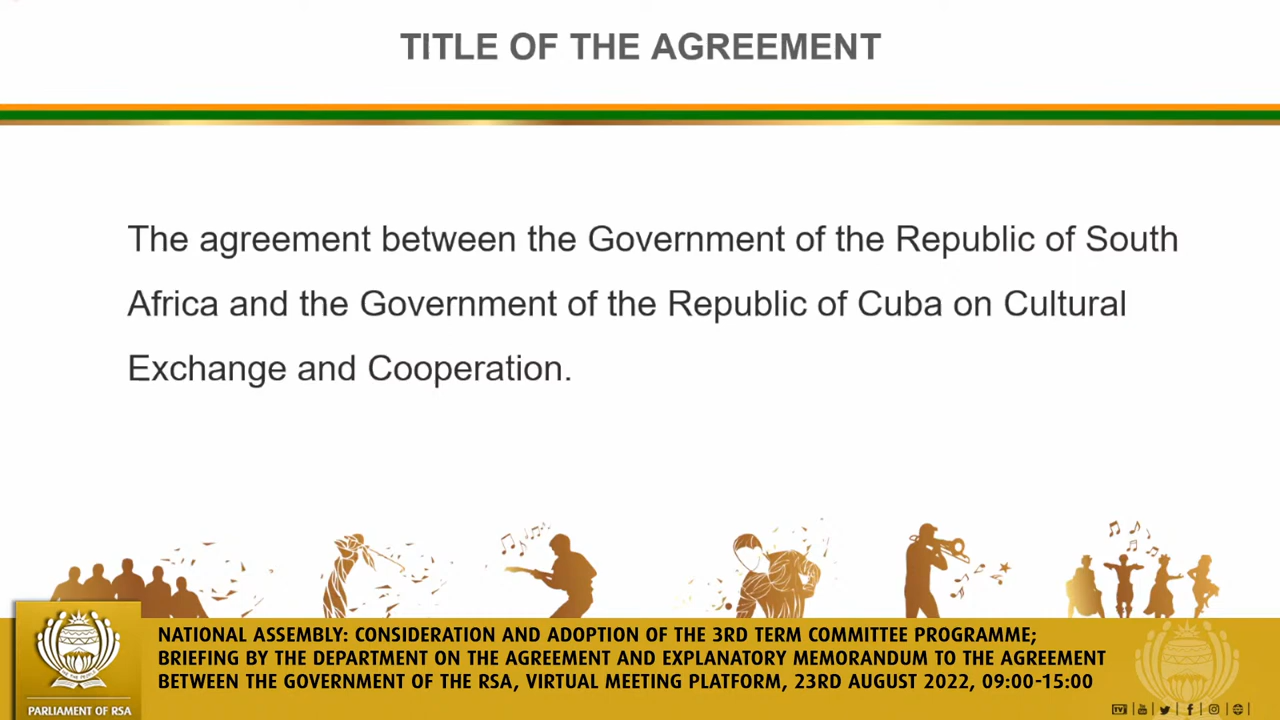 TITLE OF THE AGREEMENT
The agreement between the Government of the Republic of South
Africa and the Government of the Republic of Cuba on Cultural
Exchange and Cooperation.
NATIONAL ASSEMBLY: CONSIDERATION AND ADOPTION OF THE 3RD TERM COMMITTEE PROGRAMME;
BRIEFING BY THE DEPARTMENT ON THE AGREEMENT AND EXPLANATORY MEMORANDUM TO THE AGREEMENT
BETWEEN THE GOVERNMENT OF THE RSA, VIRTUAL MEETING PLATFORM, 23RD AUGUST 2022, 09:00-15:00
PARLIAMENT OF RSA